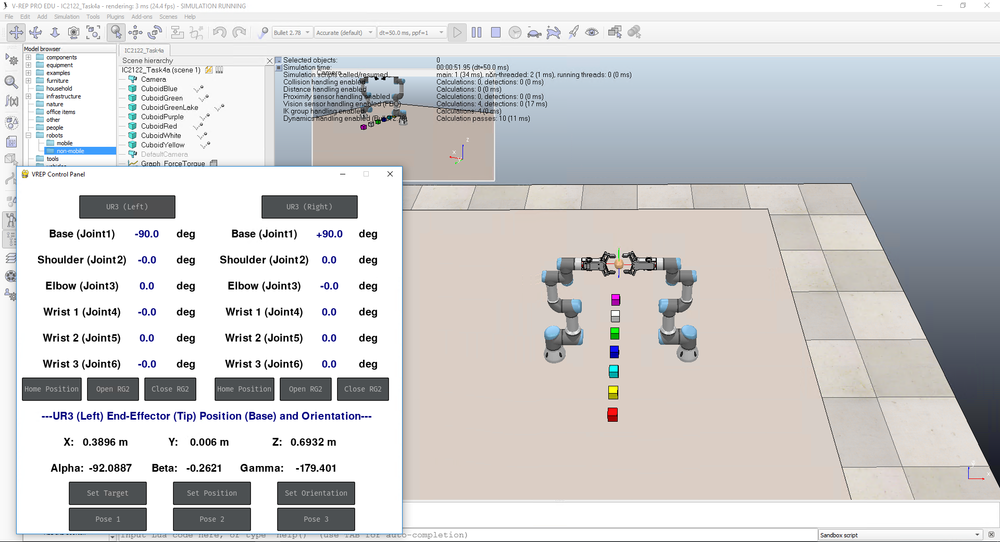 V-REP PRO EDU - IC2122_Task4a - rendering: 3 ms (24.4 fps) - SIMULATION RUNNING
File Edit Add Simulation Tools Plugins Add-ons Scenes Help
Bullet 2.78 Accurate (default) dt=50.0 ms, ppf=1
Model browser
components
equipment
examples
furniture
household
infrastructure
nature
office items
other
people
robots
mobile
non-mobile
tools
IC2122_Task4a
Scene hierarchy
IC2122_Task4a (scene 1)
Camera
CuboidBlue
CuboidGreen
CuboidGreenLake
CuboidPurple
CuboidRed
CuboidWhite
CuboidYellow
DefaultCamera
Graph_ForceTorque
Selected objects: 0
Simulation time: 00:00:51.95 (dt=50.0 ms)
Simulation scripts called/resumed main: 1 (34 ms), non-threaded: 2 (1 ms), running threads: 0 (0 ms)
Collision handling enabled Calculations: 0, detections: 0 (0 ms)
Distance handling enabled Calculations: 0 (0 ms)
Proximity sensor handling enabled Calculations: 0, detections: 0 (0 ms)
Vision sensor handling enabled (FBO) Calculations: 4, detections: 0 (17 ms)
IK group handling enabled Calculations: 4 (0 ms)
Dynamics handling enabled (Bullet 2.78) Calculation passes: 10 (11 ms)
Camera
z
x
VREP Control Panel
UR3 (Left) UR3 (Right)
Base (Joint1) -90.0 deg Base (Joint1) +90.0 deg
Shoulder (Joint2) -0.0 deg Shoulder (Joint2) 0.0 deg
Elbow (Joint3) 0.0 deg Elbow (Joint3) -0.0 deg
Wrist 1 (Joint4) -0.0 deg Wrist 1 (Joint4) 0.0 deg
Wrist 2 (Joint5) 0.0 deg Wrist 2 (Joint5) 0.0 deg
Wrist 3 (Joint6) -0.0 deg Wrist 3 (Joint6) 0.0 deg
Home Position Open RG2 Close RG2 Home Position Open RG2 Close RG2
---UR3 (Left) End-Effector (Tip) Position (Base) and Orientation---
X: 0.3896 m Y: 0.006 m Z: 0.6932 m
Alpha: -92.0887 Beta: -0.2621 Gamma: -179.401
Set Target Set Position Set Orientation
Pose 1 Pose 2 Pose 3
x
Input Lua code here, or type help() (use TAB for auto-completion)
Sandbox script